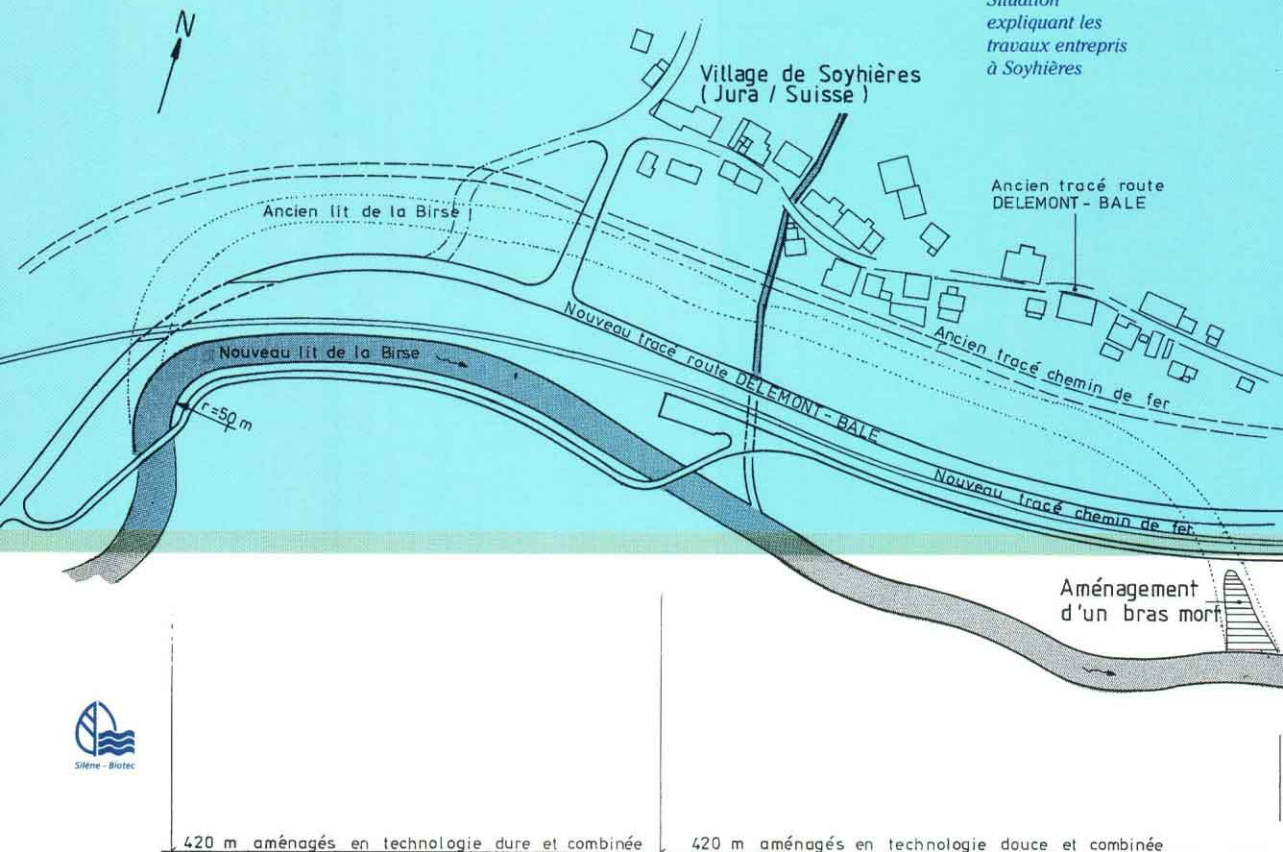 Situation
expliquant les
travaux entrepris
à Soyhières
N
Village de Soyhières
(Jura / Suisse)
Ancien tracé route
DELEMONT - BALE
Ancien lit de la Birse
Nouveau tracé route DELEMONT - BALE
Ancien tracé chemin de fer
Nouveau lit de la Birse
r = 50 m
Nouveau tracé chemin de fer
Aménagement
d'un bras mort
Silène - Biotec
420 m aménagés en technologie dure et combinée
420 m aménagés en technologie douce et combinée